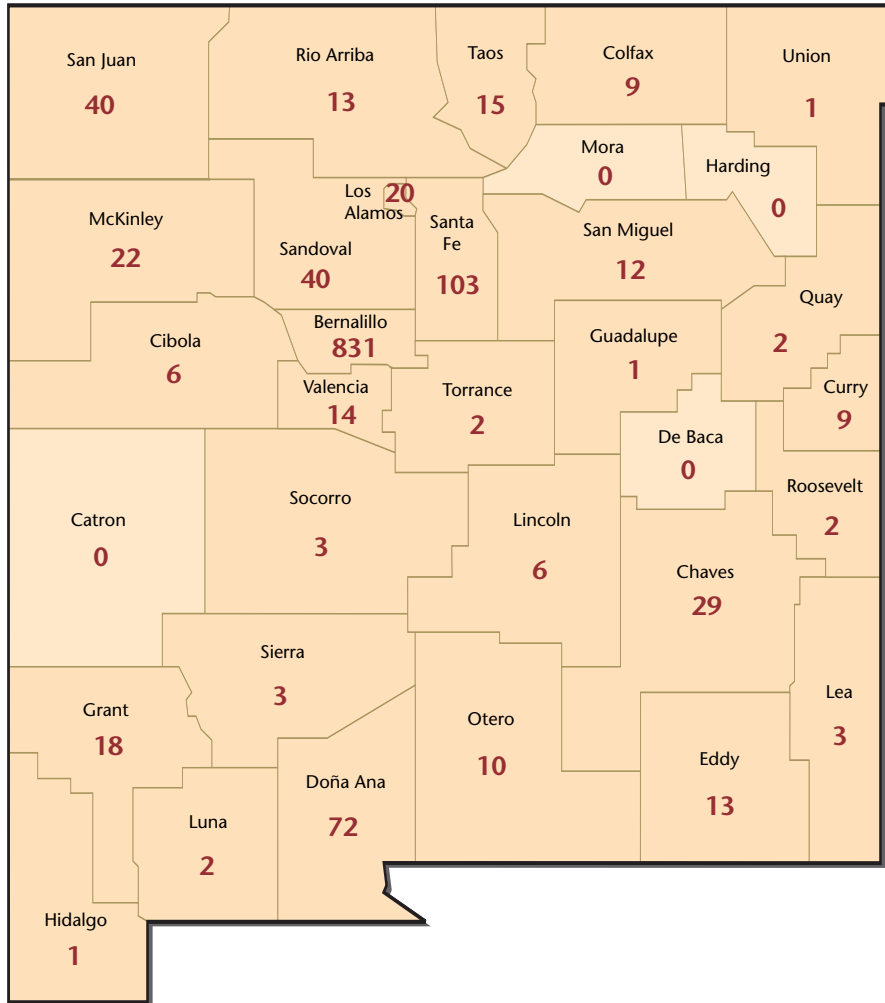 San Juan
40
Rio Arriba
13
Taos
15
Colfax
9
Union
1
Mora
0
Harding
0
McKinley
22
Los
Alamos
20
Sandoval
40
Santa
Fe
103
San Miguel
12
Quay
2
Cibola
6
Bernalillo
831
Valencia
14
Torrance
2
Guadalupe
1
Curry
9
De Baca
0
Roosevelt
2
Catron
0
Socorro
3
Lincoln
6
Chaves
29
Sierra
3
Grant
18
Otero
10
Lea
3
Eddy
13
Doña Ana
72
Luna
2
Hidalgo
1